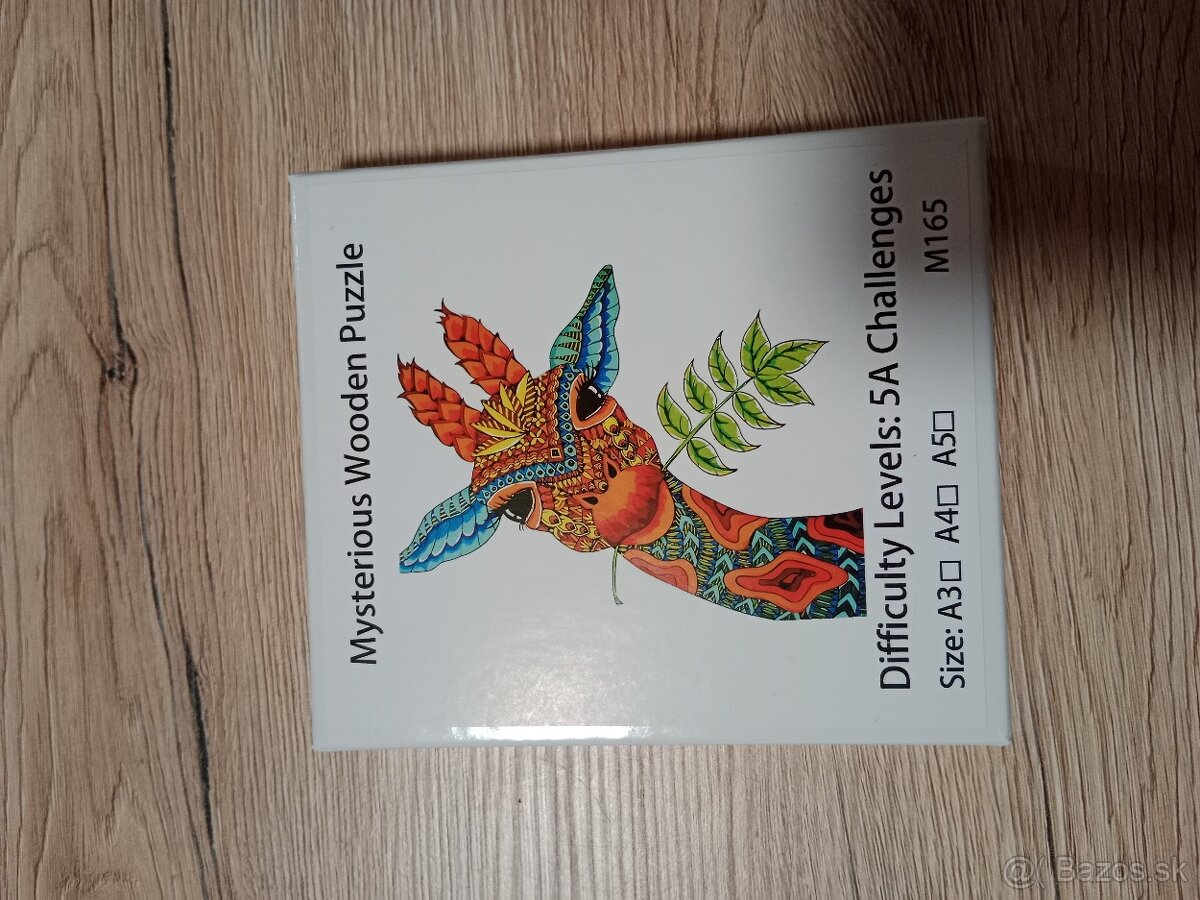 Mysterious Wooden Puzzle
Difficulty Levels: 5A Challenges
Size: A3□ A4□ A5□
M165
Bazos.sk